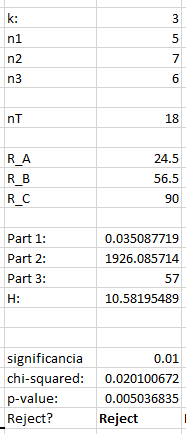 k: 3
n1 5
n2 7
n3 6
nT 18
R_A 24.5
R_B 56.5
R_C 90
Part 1: 0.035087719
Part 2: 1926.085714
Part 3: 57
H: 10.58195489
significancia 0.01
chi-squared: 0.020100672
p-value: 0.005036835
Reject? Reject